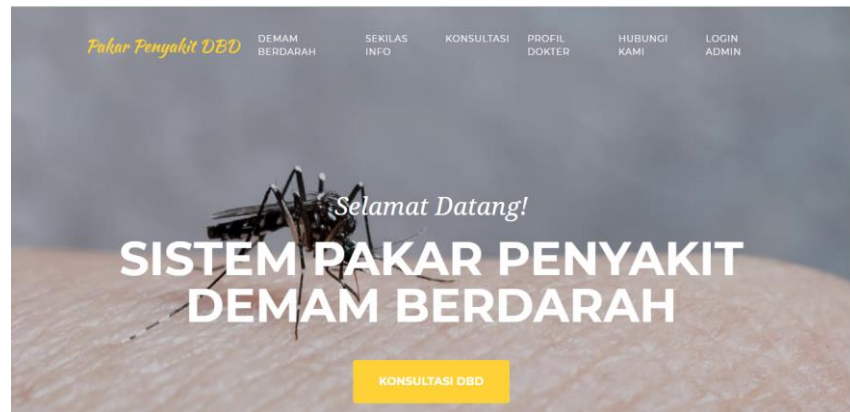 Pakar Penyakit DBD
DEMAM
BERDARAH
SEKILAS
INFO
KONSULTASI
PROFIL
DOKTER
HUBUNGI
KAMI
LOGIN
ADMIN
Selamat Datang!
SISTEM PAKAR PENYAKIT
DEMAM BERDARAH
KONSULTASI DBD